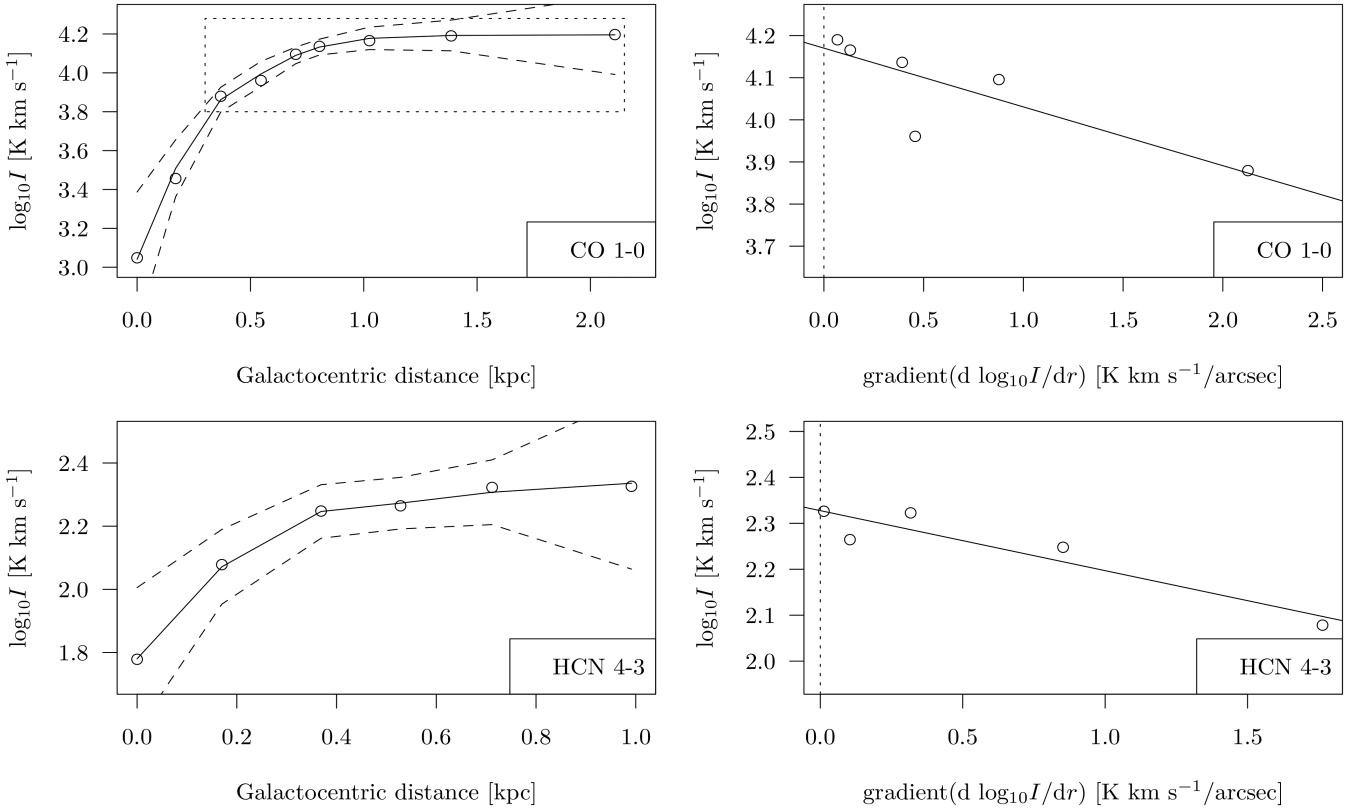 log₁₀I [K km s⁻¹]
4.2
4.0
3.8
3.6
3.4
3.2
3.0
CO 1-0
0.0 0.5 1.0 1.5 2.0
Galactocentric distance [kpc]
log₁₀I [K km s⁻¹]
4.2
4.1
4.0
3.9
3.8
3.7
CO 1-0
0.0 0.5 1.0 1.5 2.0 2.5
gradient(d log₁₀I/dr) [K km s⁻¹/arcsec]
log₁₀I [K km s⁻¹]
2.4
2.2
2.0
1.8
HCN 4-3
0.0 0.2 0.4 0.6 0.8 1.0
Galactocentric distance [kpc]
log₁₀I [K km s⁻¹]
2.5
2.4
2.3
2.2
2.1
2.0
HCN 4-3
0.0 0.5 1.0 1.5
gradient(d log₁₀I/dr) [K km s⁻¹/arcsec]